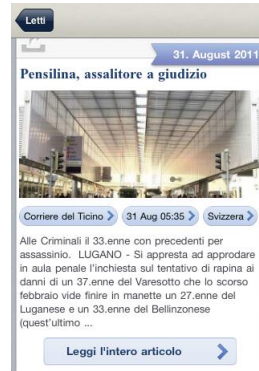 Letti
31. August 2011
Pensilina, assalitore a giudizio
Corriere del Ticino
31 Aug 05:35
Svizzera
Alle Criminali il 33.enne con precedenti per
assassinio. LUGANO - Si appresta ad approdare
in aula penale l'inchiesta sul tentativo di rapina ai
danni di un 37.enne del Varesotto che lo scorso
febbraio vide finire in manette un 27.enne del
Luganese e un 33.enne del Bellinzonese
(quest'ultimo ...
Leggi l'intero articolo